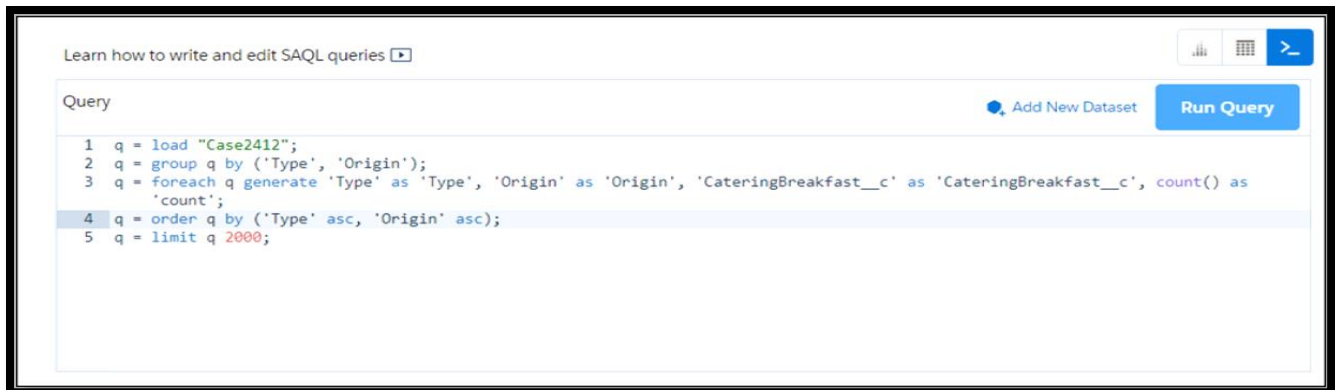 Learn how to write and edit SAQL queries
Query
Add New Dataset
Run Query
1 q = load "Case2412";
2 q = group q by ('Type', 'Origin');
3 q = foreach q generate 'Type' as 'Type', 'Origin' as 'Origin', 'CateringBreakfast__c' as 'CateringBreakfast__c', count() as
'count';
4 q = order q by ('Type' asc, 'Origin' asc);
5 q = limit q 2000;